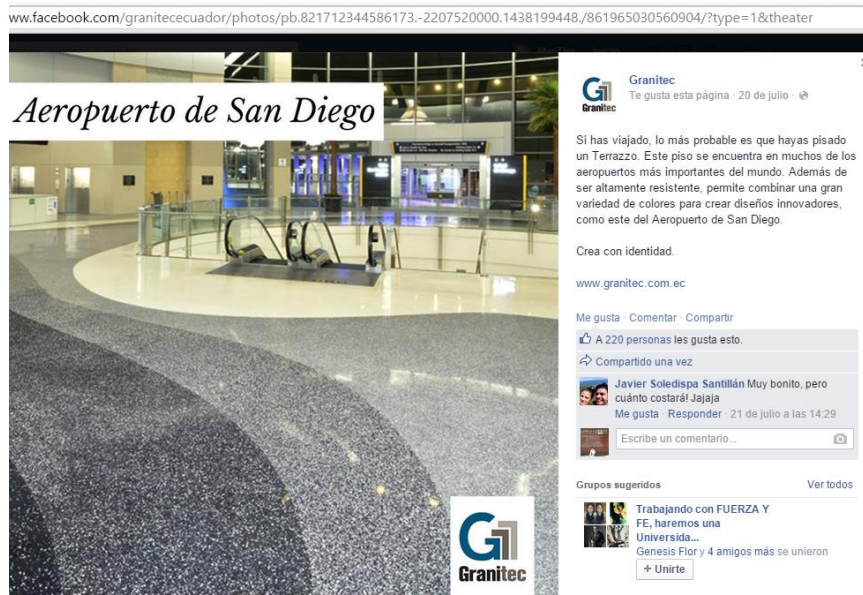 ww.facebook.com/granitececuador/photos/pb.821712344586173.-2207520000.1438199448./861965030560904/?type=1&theater
Aeropuerto de San Diego
Granitec
Granitec
Te gusta esta página · 20 de julio ·
Si has viajado, lo más probable es que hayas pisado
un Terrazzo. Este piso se encuentra en muchos de los
aeropuertos más importantes del mundo. Además de
ser altamente resistente, permite combinar una gran
variedad de colores para crear diseños innovadores,
como este del Aeropuerto de San Diego.
Crea con identidad.
www.granitec.com.ec
Me gusta · Comentar · Compartir
A 220 personas les gusta esto.
Compartido una vez
Javier Soledispa Santillán Muy bonito, pero
cuánto costará! Jajaja
Me gusta · Responder · 21 de julio a las 14:29
Escribe un comentario...
Grupos sugeridos
Ver todos
Trabajando con FUERZA Y
FE, haremos una
Universida...
Genesis Flor y 4 amigos más se unieron
+ Unirte
Granitec